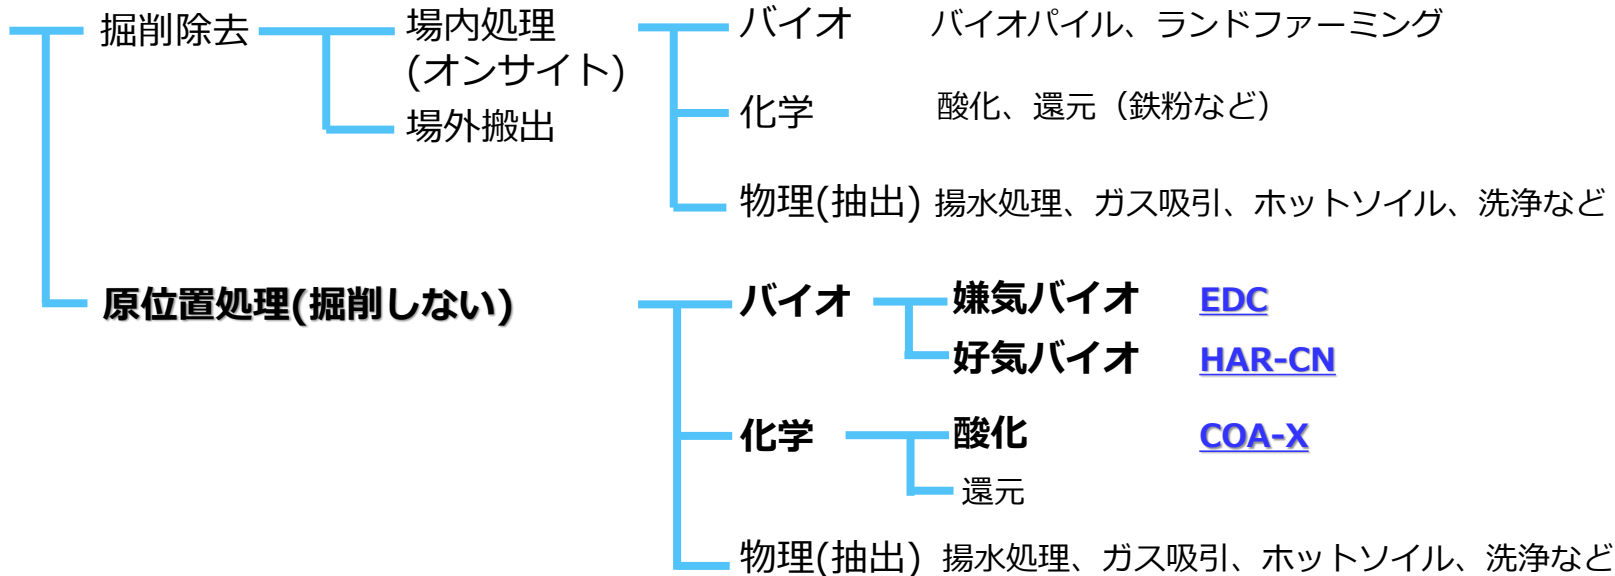 掘削除去 場内処理 バイオ バイオパイル、ランドファーミング
(オンサイト)
化学 酸化、還元（鉄粉など）
場外搬出
物理(抽出) 揚水処理、ガス吸引、ホットソイル、洗浄など
原位置処理(掘削しない) バイオ 嫌気バイオ EDC
好気バイオ HAR-CN
化学 酸化 COA-X
還元
物理(抽出) 揚水処理、ガス吸引、ホットソイル、洗浄など